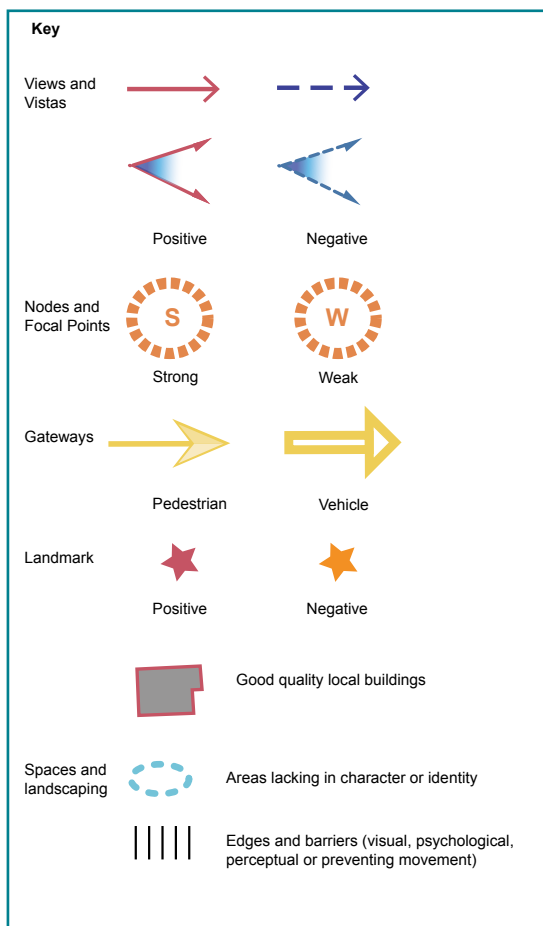 Key
Views and
Vistas
Positive
Negative
Nodes and
Focal Points
S
W
Strong
Weak
Gateways
Pedestrian
Vehicle
Landmark
Positive
Negative
Good quality local buildings
Spaces and
landscaping
Areas lacking in character or identity
Edges and barriers (visual, psychological,
perceptual or preventing movement)